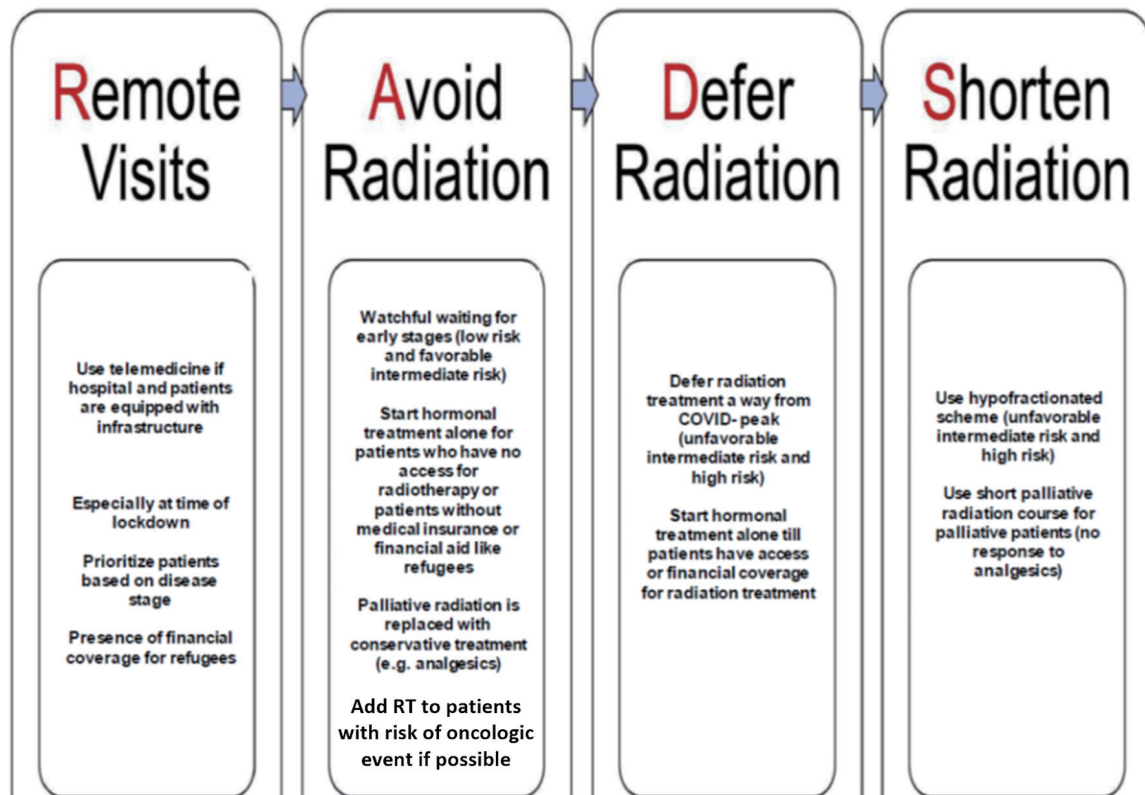 Remote
Visits
Use telemedicine if
hospital and patients
are equipped with
infrastructure
Especially at time of
lockdown
Prioritize patients
based on disease
stage
Presence of financial
coverage for refugees
Avoid
Radiation
Watchful waiting for
early stages (low risk
and favorable
intermediate risk)
Start hormonal
treatment alone for
patients who have no
access for
radiotherapy or
patients without
medical insurance or
financial aid like
refugees
Palliative radiation is
replaced with
conservative treatment
(e.g. analgesics)
Add RT to patients
with risk of oncologic
event if possible
Defer
Radiation
Defer radiation
treatment a way from
COVID- peak
(unfavorable
intermediate risk and
high risk)
Start hormonal
treatment alone till
patients have access
or financial coverage
for radiation treatment
Shorten
Radiation
Use hypofractionated
scheme (unfavorable
intermediate risk and
high risk)
Use short palliative
radiation course for
palliative patients (no
response to
analgesics)